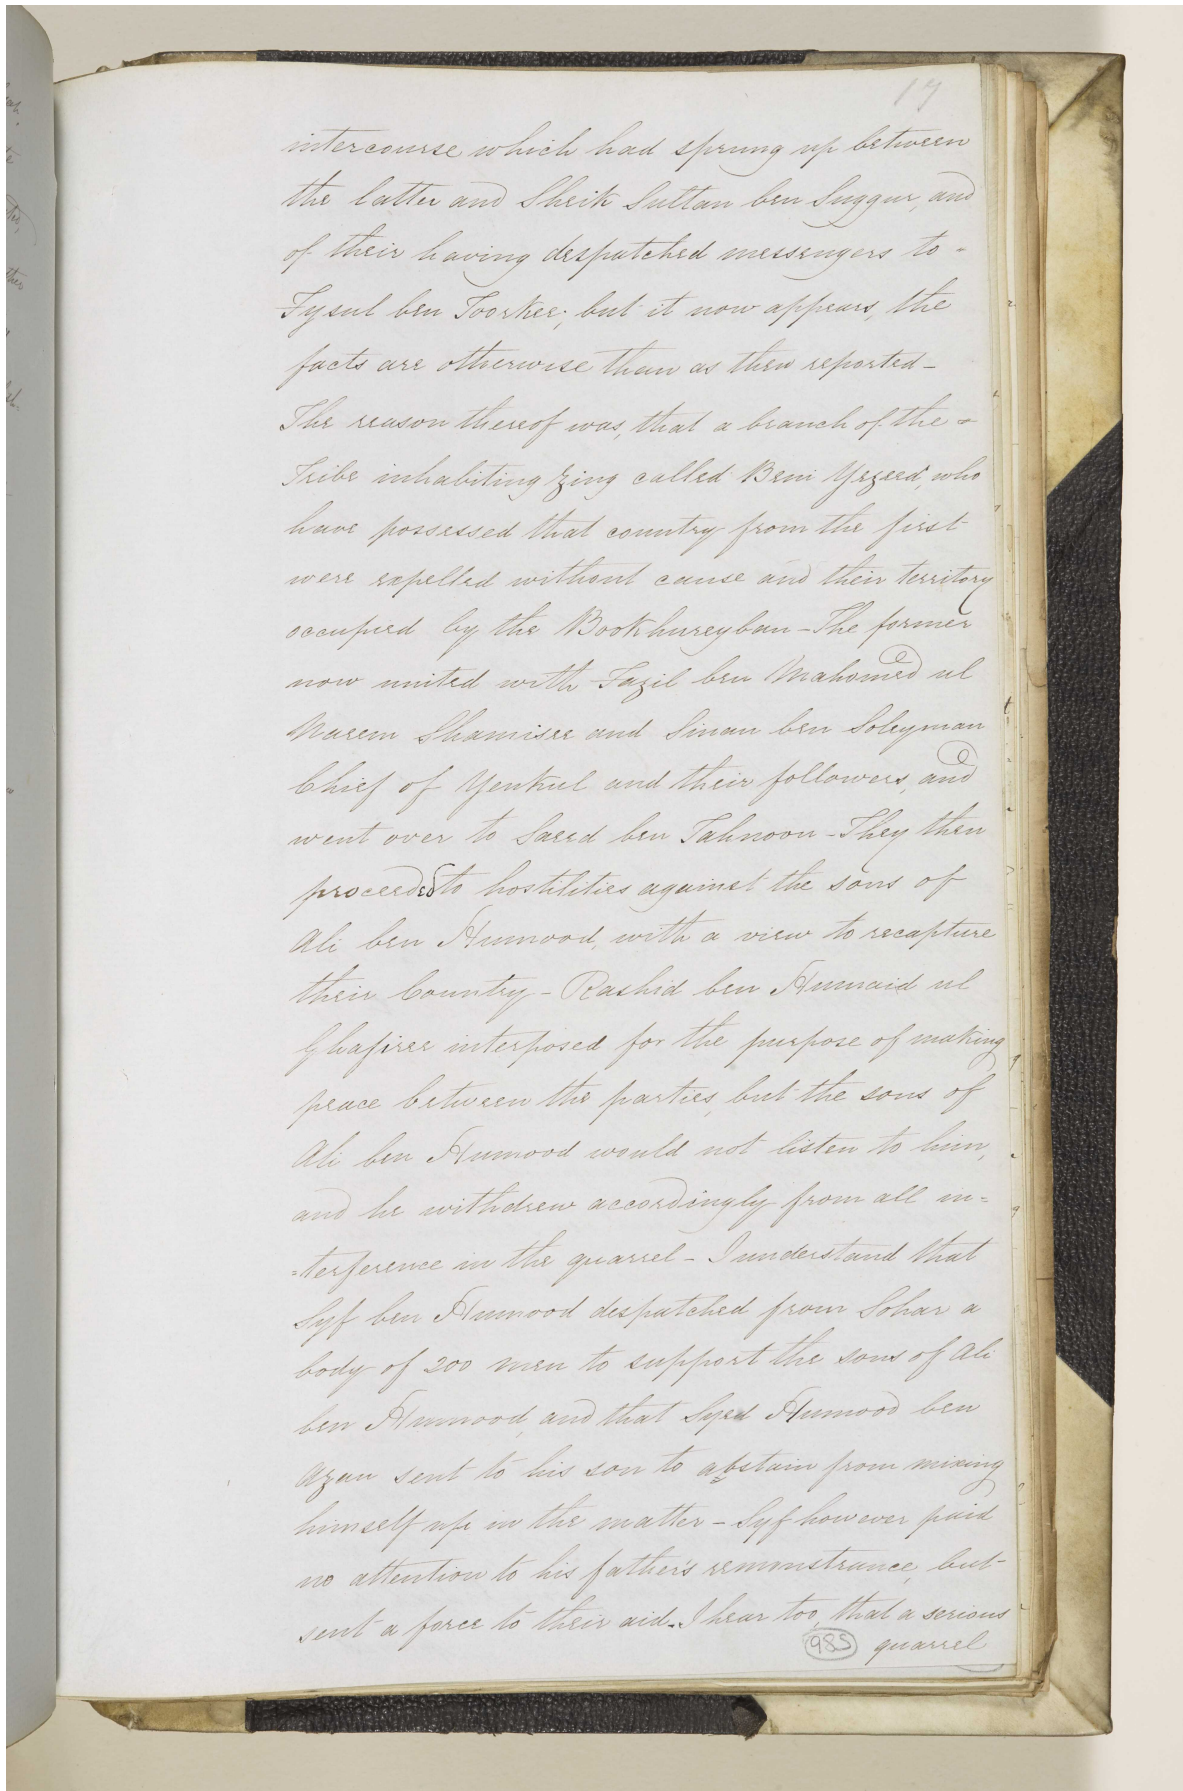 17
intercourse which had sprung up between
the latter and Sheik Sultan ben Suggur, and
of their having despatched messengers to -
Fysul ben Toorkee; but it now appears, the
facts are otherwise than as then reported -
The reason thereof was, that a branch of the =
Tribe inhabiting Zing called Beni Yezeed, who
have possessed that country from the first
were expelled without cause and their territory
occupied by the Bookhureyban - The former
now united with Fazil ben Mahomed ul
Marem Shamisee and Sinan ben Soleyman
Chief of Yenkul and their followers, and
went over to Saeed ben Tahnoon - They then
proceeded to hostilities against the sons of
Ali ben Humood, with a view to recapture
their Country - Rashid ben Humaid ul
Ghafiree interposed for the purpose of making
peace between the parties, but the sons of
Ali ben Humood would not listen to him,
and he withdrew accordingly from all in=
=terference in the quarrel - I understand that
Syf ben Humood despatched from Sohar a
body of 200 men to support the sons of Ali
ben Humood, and that Syed Humood ben
Azan sent to his son to abstain from mixing
himself up in the matter - Syf however paid
no attention to his father's remonstrance, but
sent a force to their aid. I hear too, that a serious
985 quarrel